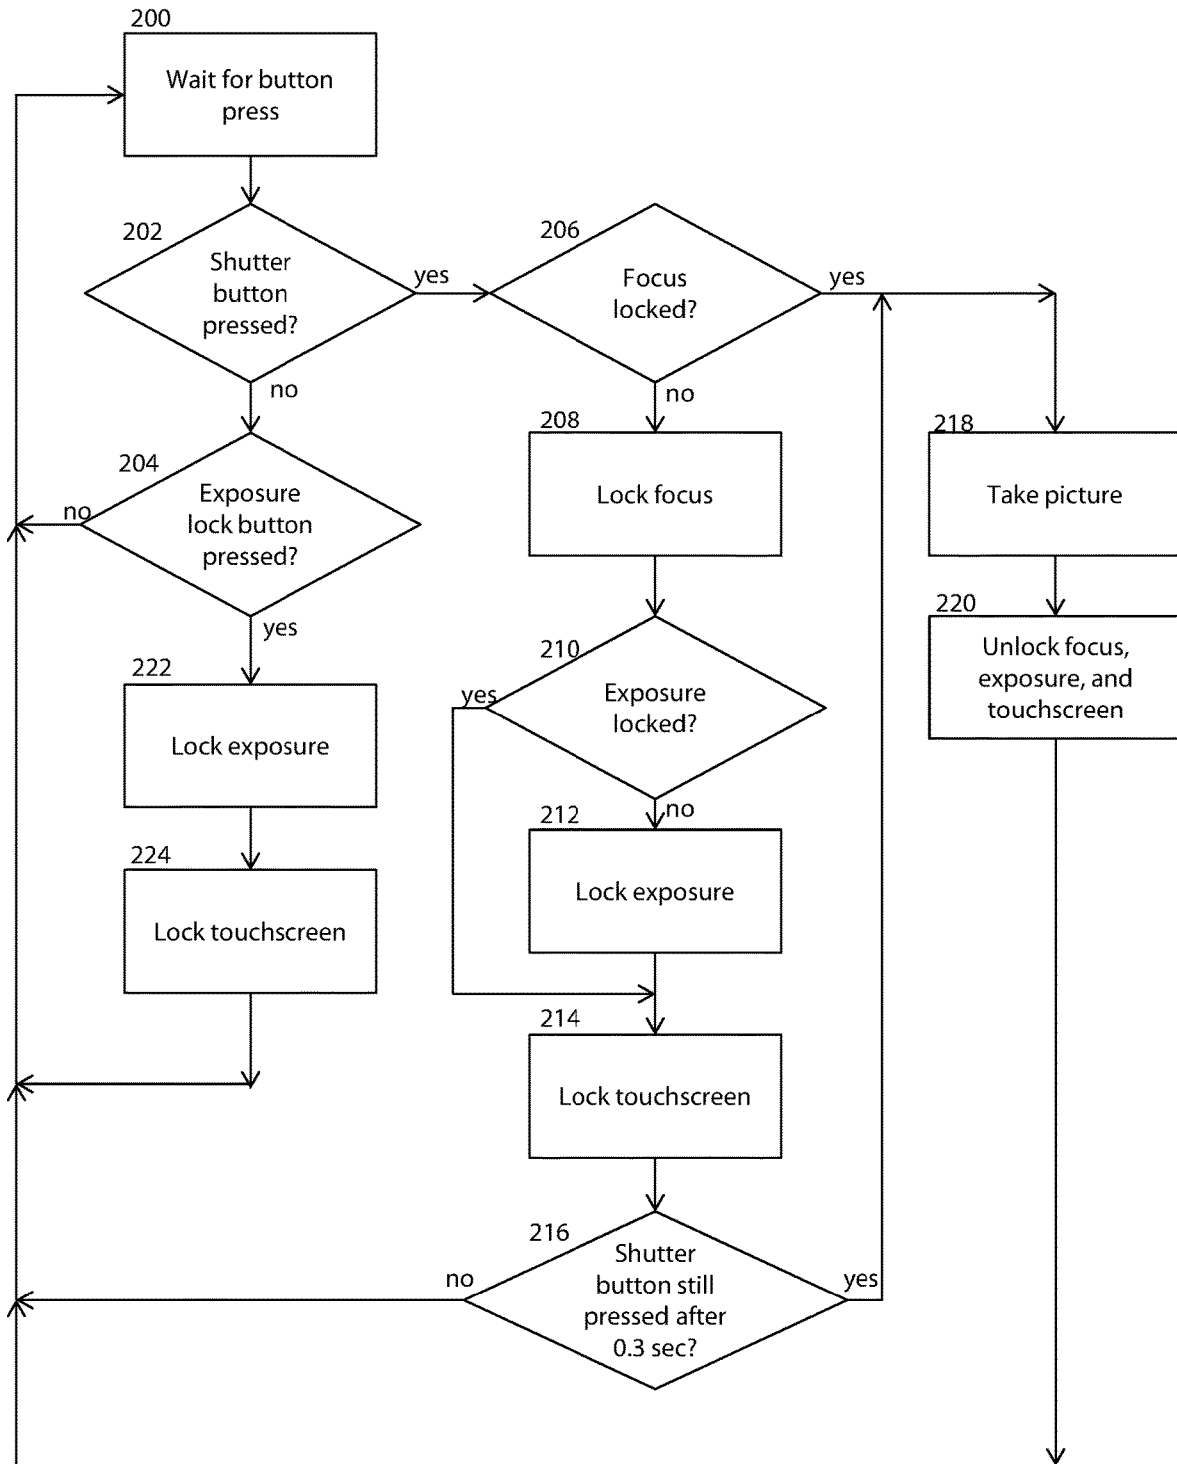 200
Wait for button
press
202
Shutter
button
pressed?
yes
no
206
Focus
locked?
yes
no
204
Exposure
lock button
pressed?
no
yes
208
Lock focus
218
Take picture
220
Unlock focus,
exposure, and
touchscreen
222
Lock exposure
210
Exposure
locked?
yes
no
212
Lock exposure
224
Lock touchscreen
214
Lock touchscreen
216
Shutter
button still
pressed after
0.3 sec?
no
yes